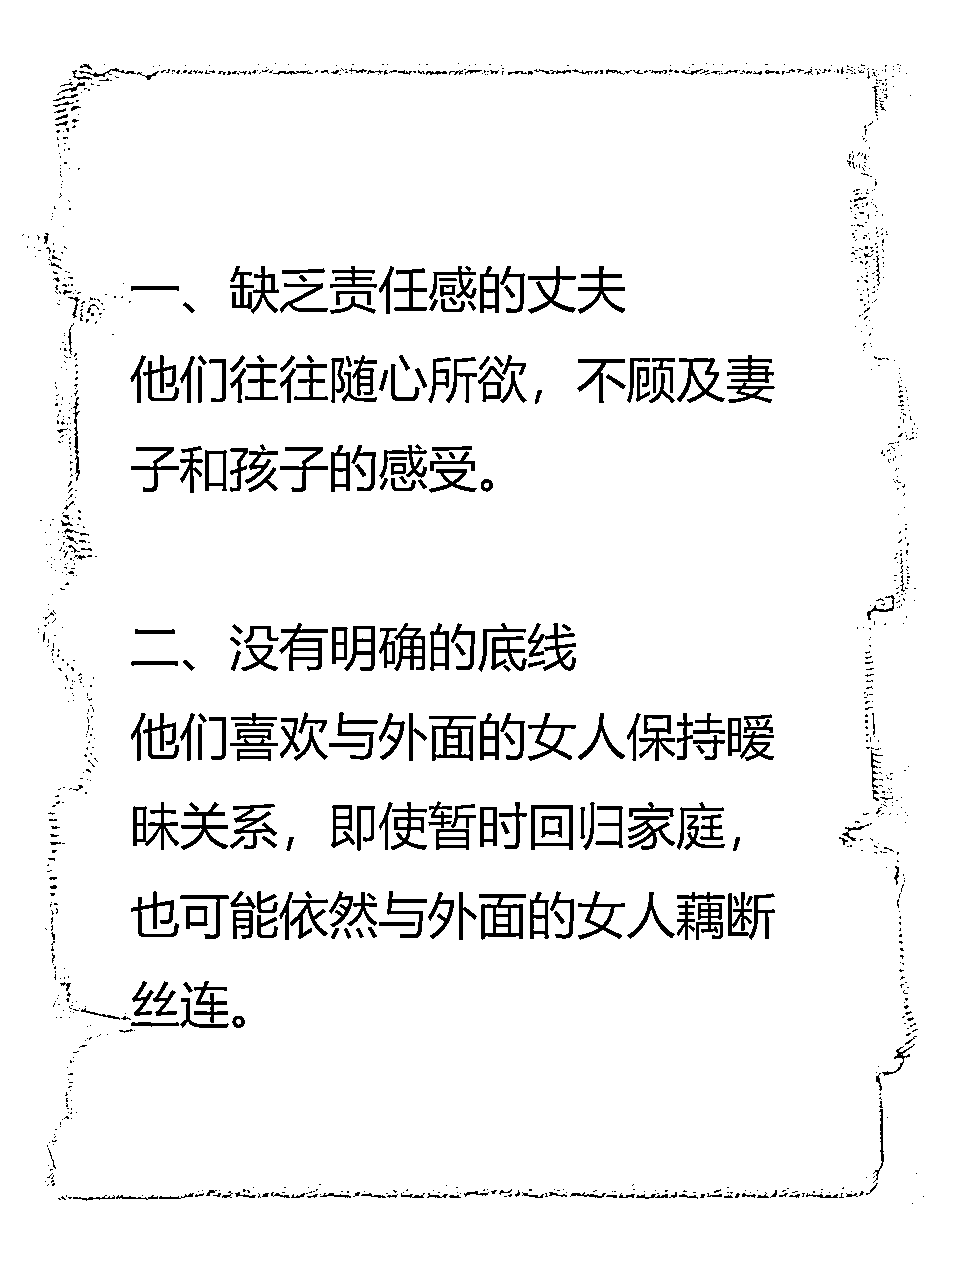 一、缺乏责任感的丈夫
他们往往随心所欲，不顾及妻
子和孩子的感受。
二、没有明确的底线
他们喜欢与外面的女人保持暧
昧关系，即使暂时回归家庭，
也可能依然与外面的女人藕断
丝连。